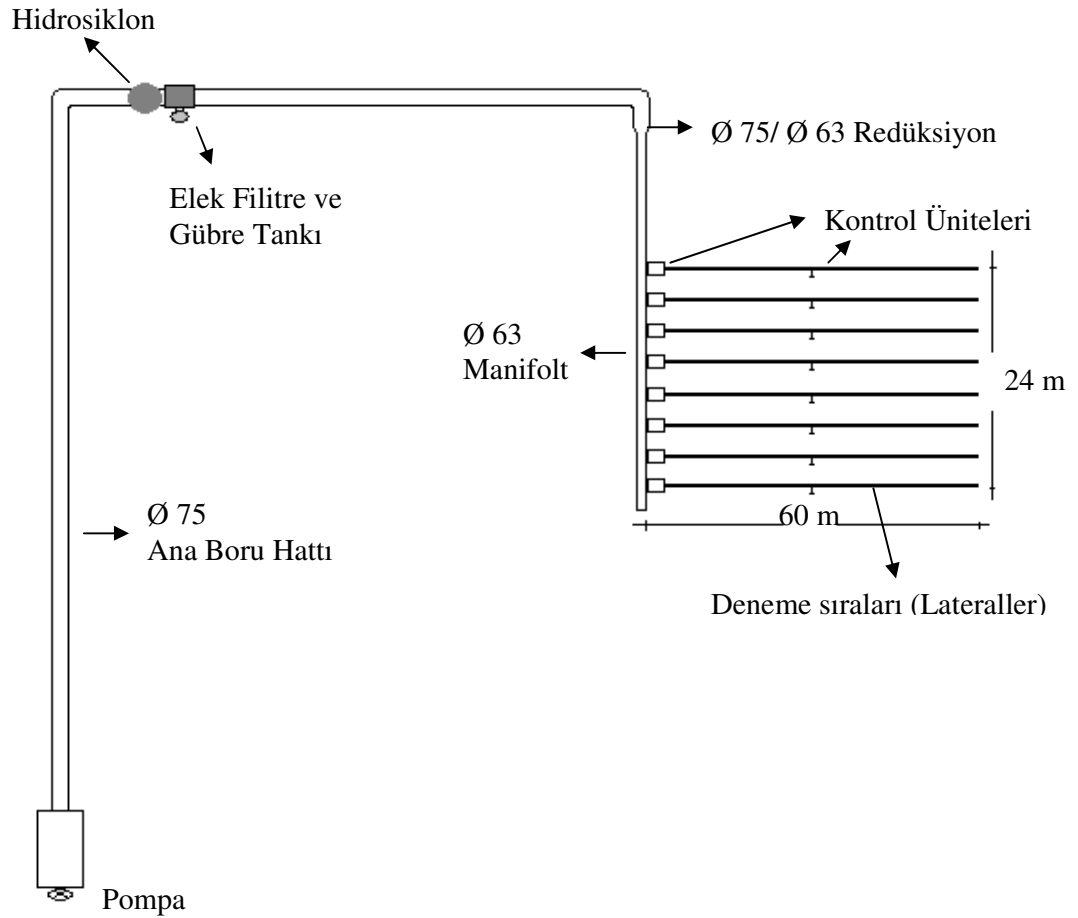 Hidrosiklon
Ø 75/ Ø 63 Redüksiyon
Elek Filitre ve
Gübre Tankı
Kontrol Üniteleri
Ø 63
Manifolt
24 m
Ø 75
Ana Boru Hattı
60 m
Deneme sıraları (Lateraller)
Pompa